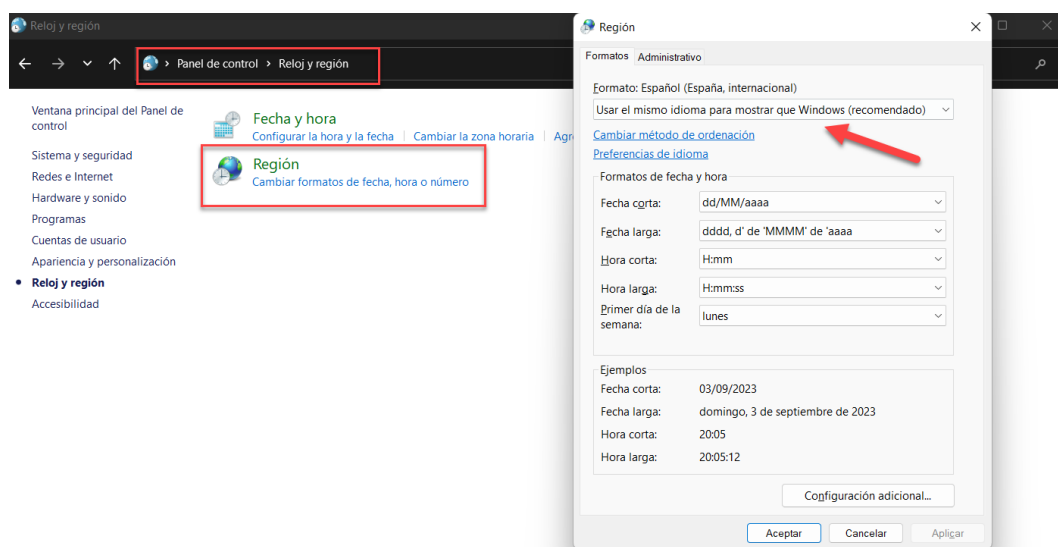 Reloj y región
Panel de control > Reloj y región
Ventana principal del Panel de
control
Sistema y seguridad
Redes e Internet
Hardware y sonido
Programas
Cuentas de usuario
Apariencia y personalización
Reloj y región
Accesibilidad
Fecha y hora
Configurar la hora y la fecha | Cambiar la zona horaria | Agr
Región
Cambiar formatos de fecha, hora o número
Región
Formatos Administrativo
Formato: Español (España, internacional)
Usar el mismo idioma para mostrar que Windows (recomendado)
Cambiar método de ordenación
Preferencias de idioma
Formatos de fecha y hora
Fecha corta: dd/MM/aaaa
Fecha larga: dddd, d' de 'MMMM' de 'aaaa
Hora corta: H:mm
Hora larga: H:mm:ss
Primer día de la
semana: lunes
Ejemplos
Fecha corta: 03/09/2023
Fecha larga: domingo, 3 de septiembre de 2023
Hora corta: 20:05
Hora larga: 20:05:12
Configuración adicional...
Aceptar Cancelar Aplicar